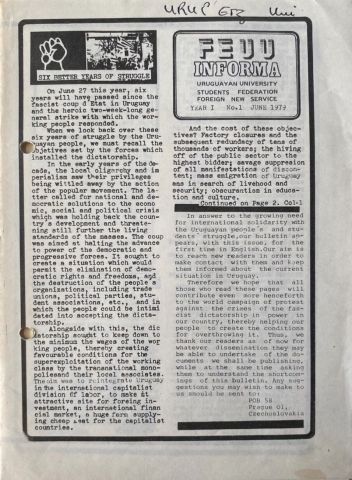 SIX BETTER YEARS OF STRUGGLE
On June 27 this year, six
years will have passed since the
fascist coup d Etat in Uruguay
and the heroic two-week-long ge
neral strike with which the wor-
king people responded.
When we look back over these
six years of struggle by the Uru-
guayan people, we must recall the
objetives set by the forces which
installed the dictatorship.
In the early years of the de-
cade, the local oligarchy and im
perialism saw their privileges
being witled away by the action
of the popular movement. The la-
tter called for rational and de-
mocratic solutions to the econo
mic, social and political crisis
which was holding back the coun-
try's development and threate-
ning still further the living
standards of the masses. The coup
was aimed at halting the advance
to power of the democratic and
progressive forces. It sought to
create a situation which would
permit the elimination of demo-
cratic rights and freedoms, and
the destruction of the people s
organizations, including trade
unions, political parties, stu-
dent associations, etc., and in
which the people could be intimi
dated into accepting the dicta-
torship.
Alongside with this, the dic
tatorship sought to keep down to
the minimum the wages of the wor
king people, thereby creating
favourable conditions for the
superexploitation of the working
class by the transnational mono-
poliesand their local associates.
Thesis was to reintegrate Uruguay
in the international capitalist
division of labor, to make it
attractive site for foreing in-
vestment, an international finan
cial market, a huge farm supply-
ing cheap meat for the capitalist
countries.
FEUU
INFORMA
URUGUAYAN UNIVERSITY
STUDENTS FEDERATION
FOREIGN NEW SERVICE
YEAR I No.1 JUNE 1979
And the cost of these objec-
tives? Factory closures and the
subsequent redudancy of tens of
thousands of workers; the hiving
off of the public sector to the
highest bidder; savage suppresion
of all manifestations of discon-
tent; mass emigration of Uruguay
ans in search of livehood and
security; obscurantism in educa-
tion and culture.
Continued on Page 2. Col-1
In answer to the growing need
for international solidarity with
the Uruguayan people's and stu-
dents' struggle, our bulletin ap-
pears, with this issue, for the
first time in English. Our aim is
to reach new readers in order to
make contact with them and keep
them informed about the current
situation in Uruguay.
Therefore we hope that all
those who read these pages will
contribute even more henceforth
to the world campaign of protest
against the crimes of the fas-
cist dictatorship in power in
our country, thereby helping our
people to create the conditions
for overthrowing it. Thus, we
thank our readers as of now for
whatever dissemination they may
be able to undertake of the do-
cuments we shall be publishing,
while at the same time asking
them to understand the shortcom-
ings of this bulletin. Any sug-
gestions you may wish to make to
us should be sent to:
POB 58
Prague 01,
Czechoslovakia